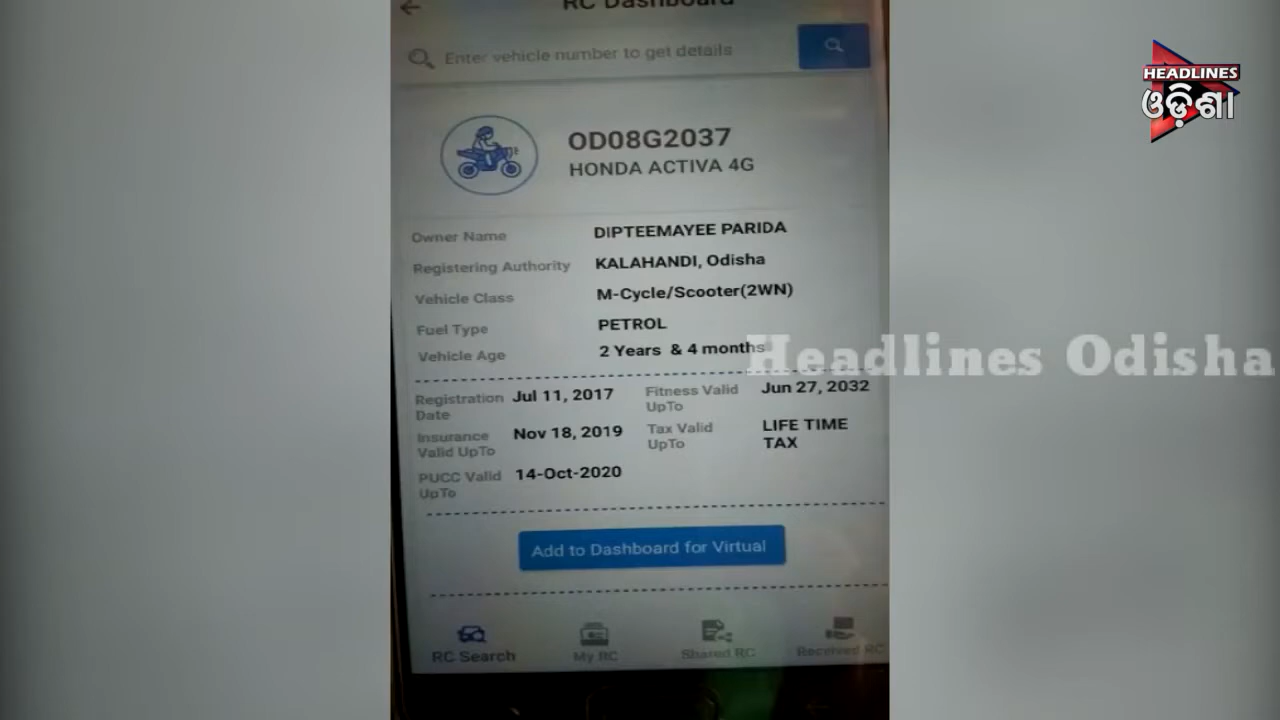 RC Dashboard
Enter vehicle number to get details
HEADLINES
ଓଡ଼ିଶା
OD08G2037
HONDA ACTIVA 4G
Owner Name DIPTEEMAYEE PARIDA
Registering Authority KALAHANDI, Odisha
Vehicle Class M-Cycle/Scooter(2WN)
Fuel Type PETROL
Vehicle Age 2 Years & 4 months
Headlines Odisha
Registration Date Jul 11, 2017 Fitness Valid UpTo Jun 27, 2032
Insurance Valid UpTo Nov 18, 2019 Tax Valid UpTo LIFE TIME TAX
PUCC Valid UpTo 14-Oct-2020
Add to Dashboard for Virtual
RC Search My RC Shared RC Received RC